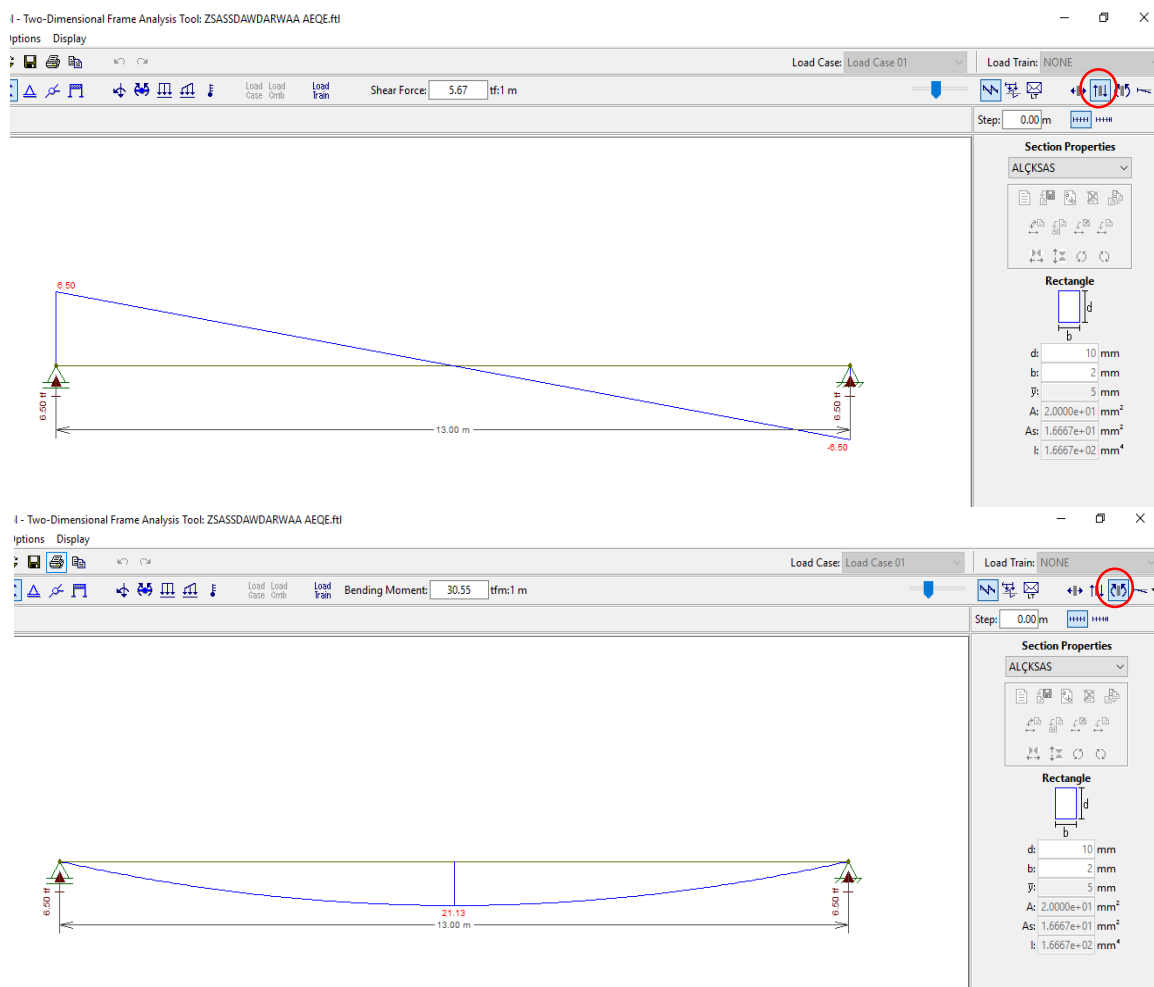 - Two-Dimensional Frame Analysis Tool: ZSASSDAWDARWAA AEQE.ftl
ptions Display
Load Case: Load Case 01 Load Train: NONE
Load Case Load Cmb Load Train Shear Force: 5.67 tf:1 m LT
Step: 0.00 m
Section Properties
ALÇKSAS
all
Rectangle
d
b
d: 10 mm
b: 2 mm
y̅: 5 mm
A: 2.0000e+01 mm²
As: 1.6667e+01 mm²
I: 1.6667e+02 mm⁴
6.50
6.50 tf
6.50 tf
13.00 m
-6.50
- Two-Dimensional Frame Analysis Tool: ZSASSDAWDARWAA AEQE.ftl
ptions Display
Load Case: Load Case 01 Load Train: NONE
Load Case Load Cmb Load Train Bending Moment: 30.55 tfm:1 m LT
Step: 0.00 m
Section Properties
ALÇKSAS
all
Rectangle
d
b
d: 10 mm
b: 2 mm
y̅: 5 mm
A: 2.0000e+01 mm²
As: 1.6667e+01 mm²
I: 1.6667e+02 mm⁴
6.50 tf
6.50 tf
21.13
13.00 m